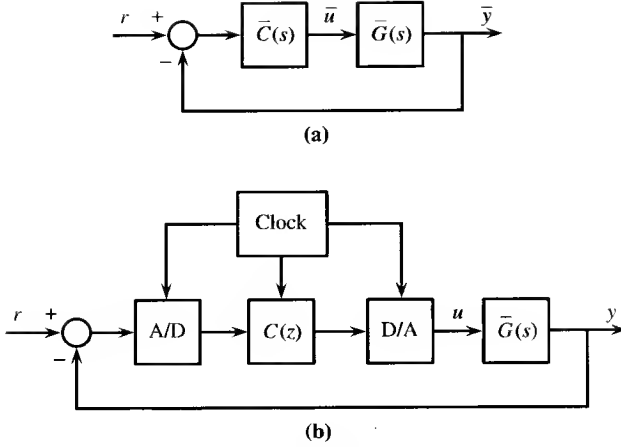 r + − C̄(s) ū Ḡ(s) ȳ
(a)
Clock
r + − A/D C(z) D/A u Ḡ(s) y
(b)